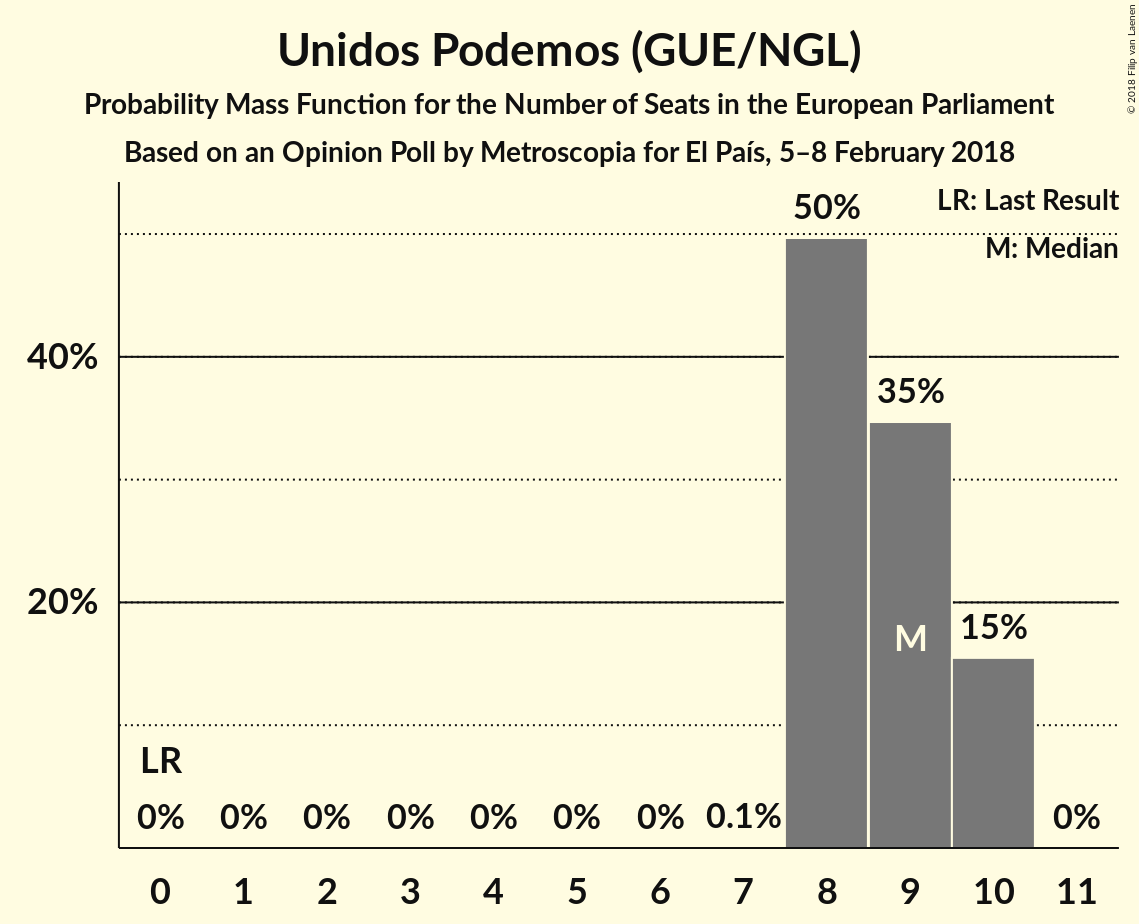 Unidos Podemos (GUE/NGL)
Probability Mass Function for the Number of Seats in the European Parliament
Based on an Opinion Poll by Metroscopia for El País, 5–8 February 2018
© 2018 Filip van Laenen
LR: Last Result
M: Median
50%
40%
35%
20%
15%
M
LR
0% 0% 0% 0% 0% 0% 0% 0.1% 0%
0 1 2 3 4 5 6 7 8 9 10 11